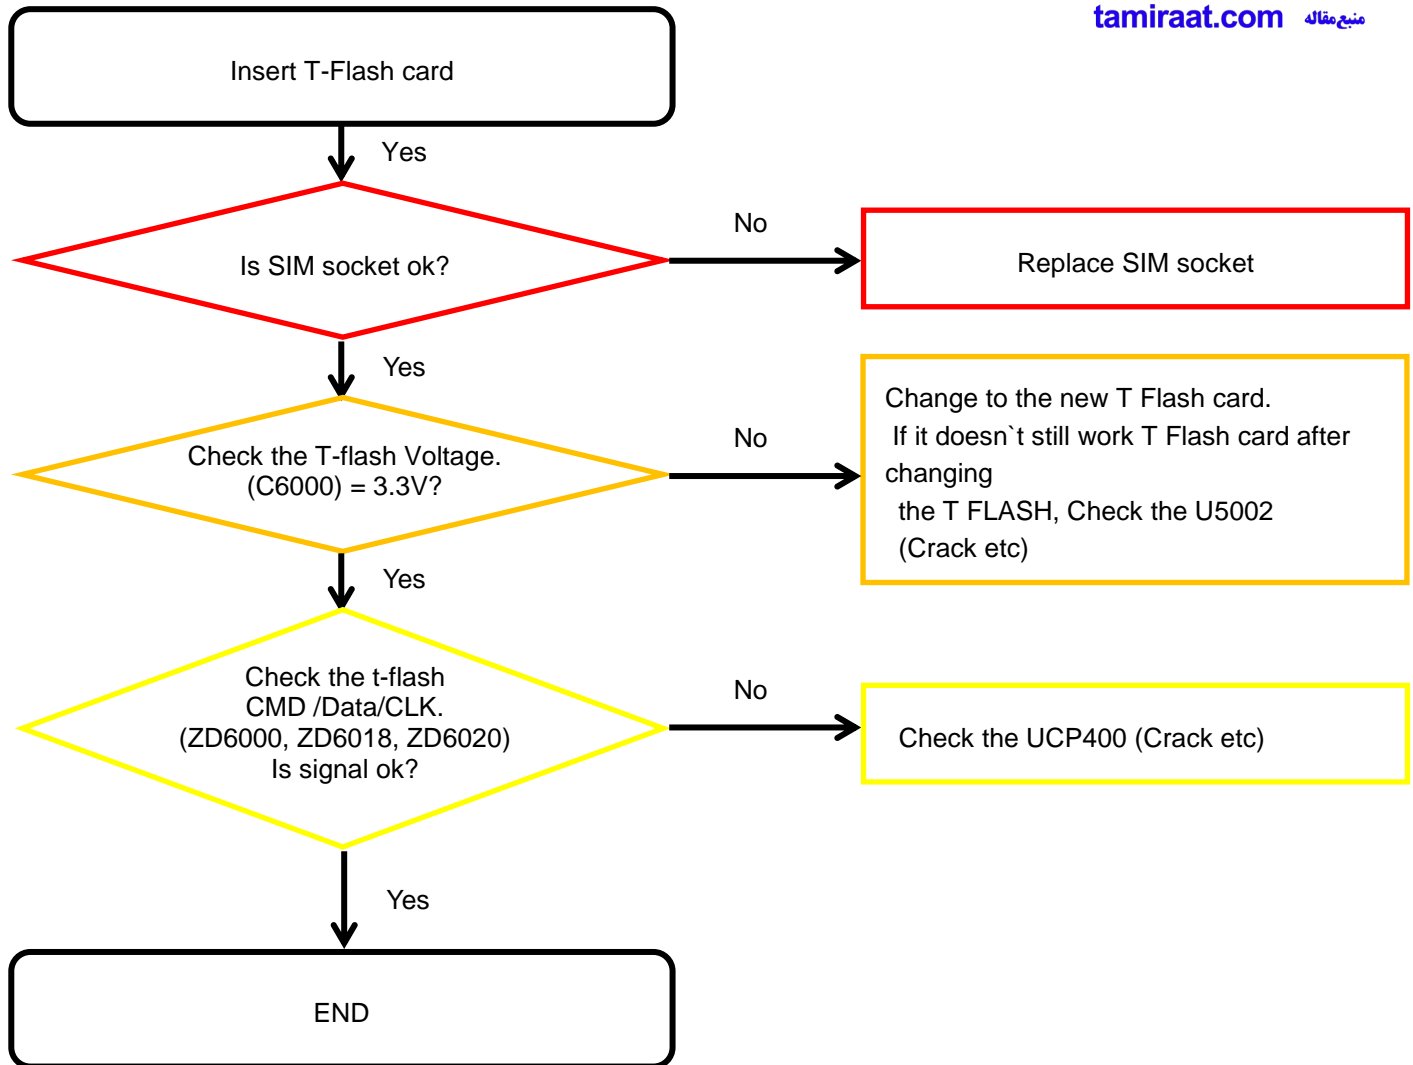 tamiraat.com منبع مقاله
Insert T-Flash card
Yes
Is SIM socket ok?
No
Replace SIM socket
Yes
Check the T-flash Voltage.
(C6000) = 3.3V?
No
Change to the new T Flash card.
If it doesn`t still work T Flash card after
changing
the T FLASH, Check the U5002
(Crack etc)
Yes
Check the t-flash
CMD /Data/CLK.
(ZD6000, ZD6018, ZD6020)
Is signal ok?
No
Check the UCP400 (Crack etc)
Yes
END